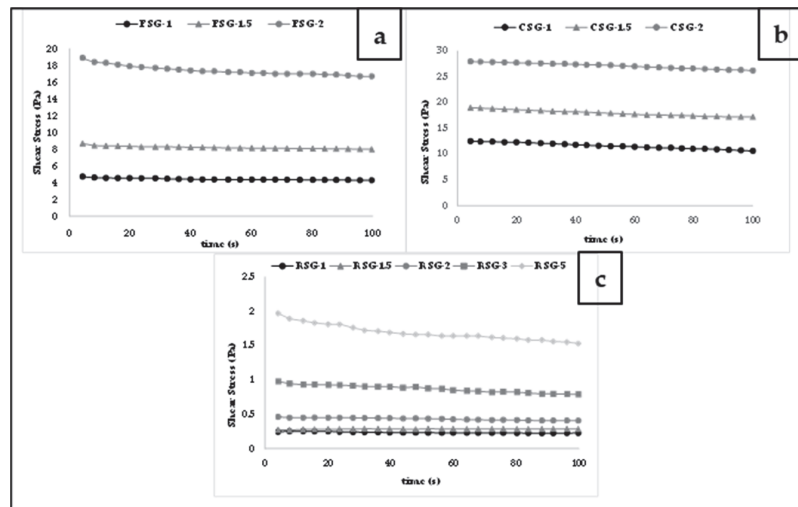 FSG-1 FSG-1.5 FSG-2
a
20
18
16
14
12
10
8
6
4
2
0
Shear Stress (Pa)
0 20 40 60 80 100
time (s)
CSG-1 CSG-1.5 CSG-2
b
30
25
20
15
10
5
0
Shear Stress (Pa)
0 20 40 60 80 100
time (s)
RSG-1 RSG-1.5 RSG-2 RSG-3 RSG-5
c
2.5
2
1.5
1
0.5
0
Shear Stress (Pa)
0 20 40 60 80 100
time (s)